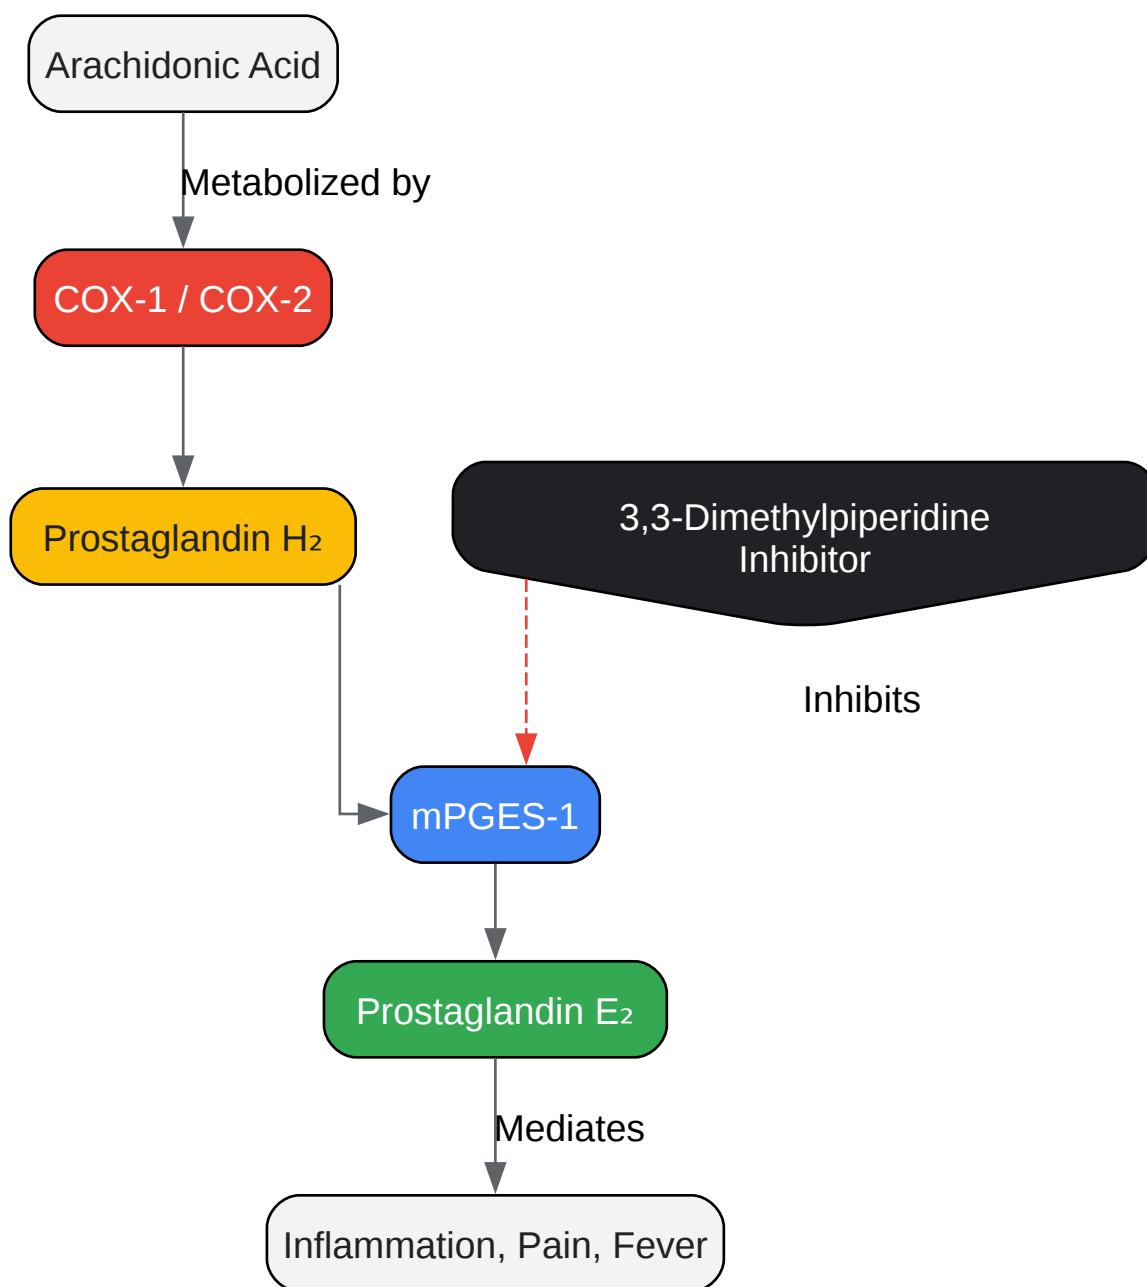 Arachidonic Acid
Metabolized by
COX-1 / COX-2
Prostaglandin H₂
3,3-Dimethylpiperidine
Inhibitor
Inhibits
mPGES-1
Prostaglandin E₂
Mediates
Inflammation, Pain, Fever